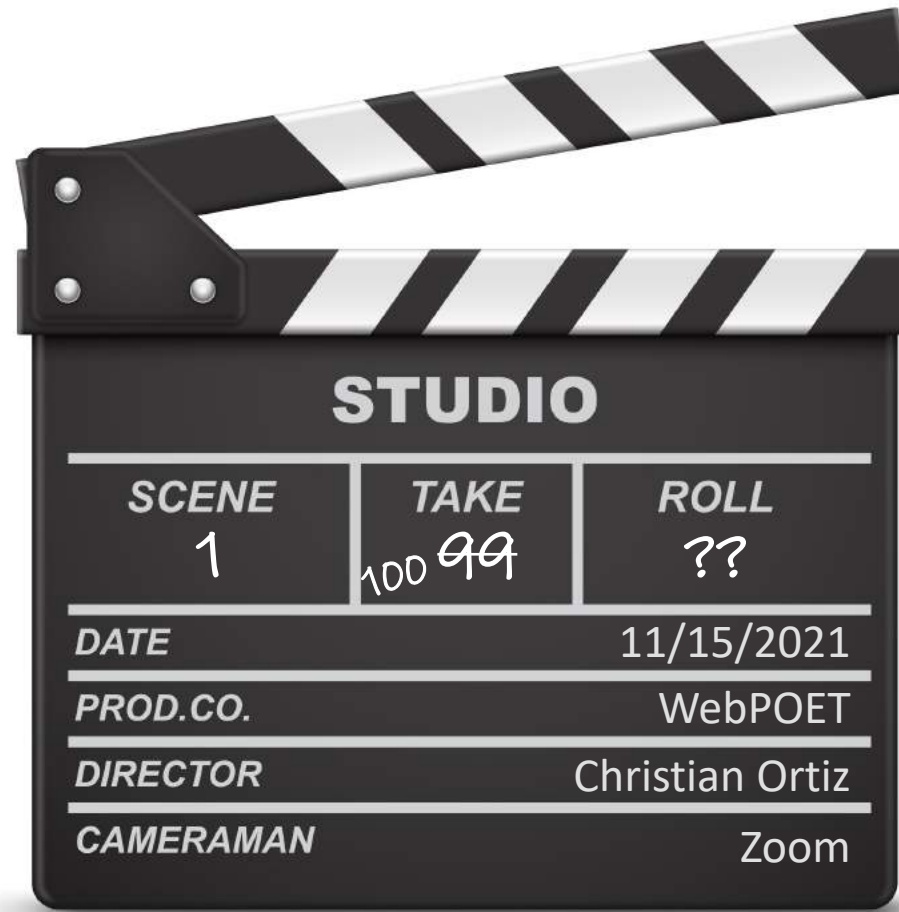 STUDIO
SCENE TAKE ROLL
1 100 99 ??
DATE 11/15/2021
PROD.CO. WebPOET
DIRECTOR Christian Ortiz
CAMERAMAN Zoom